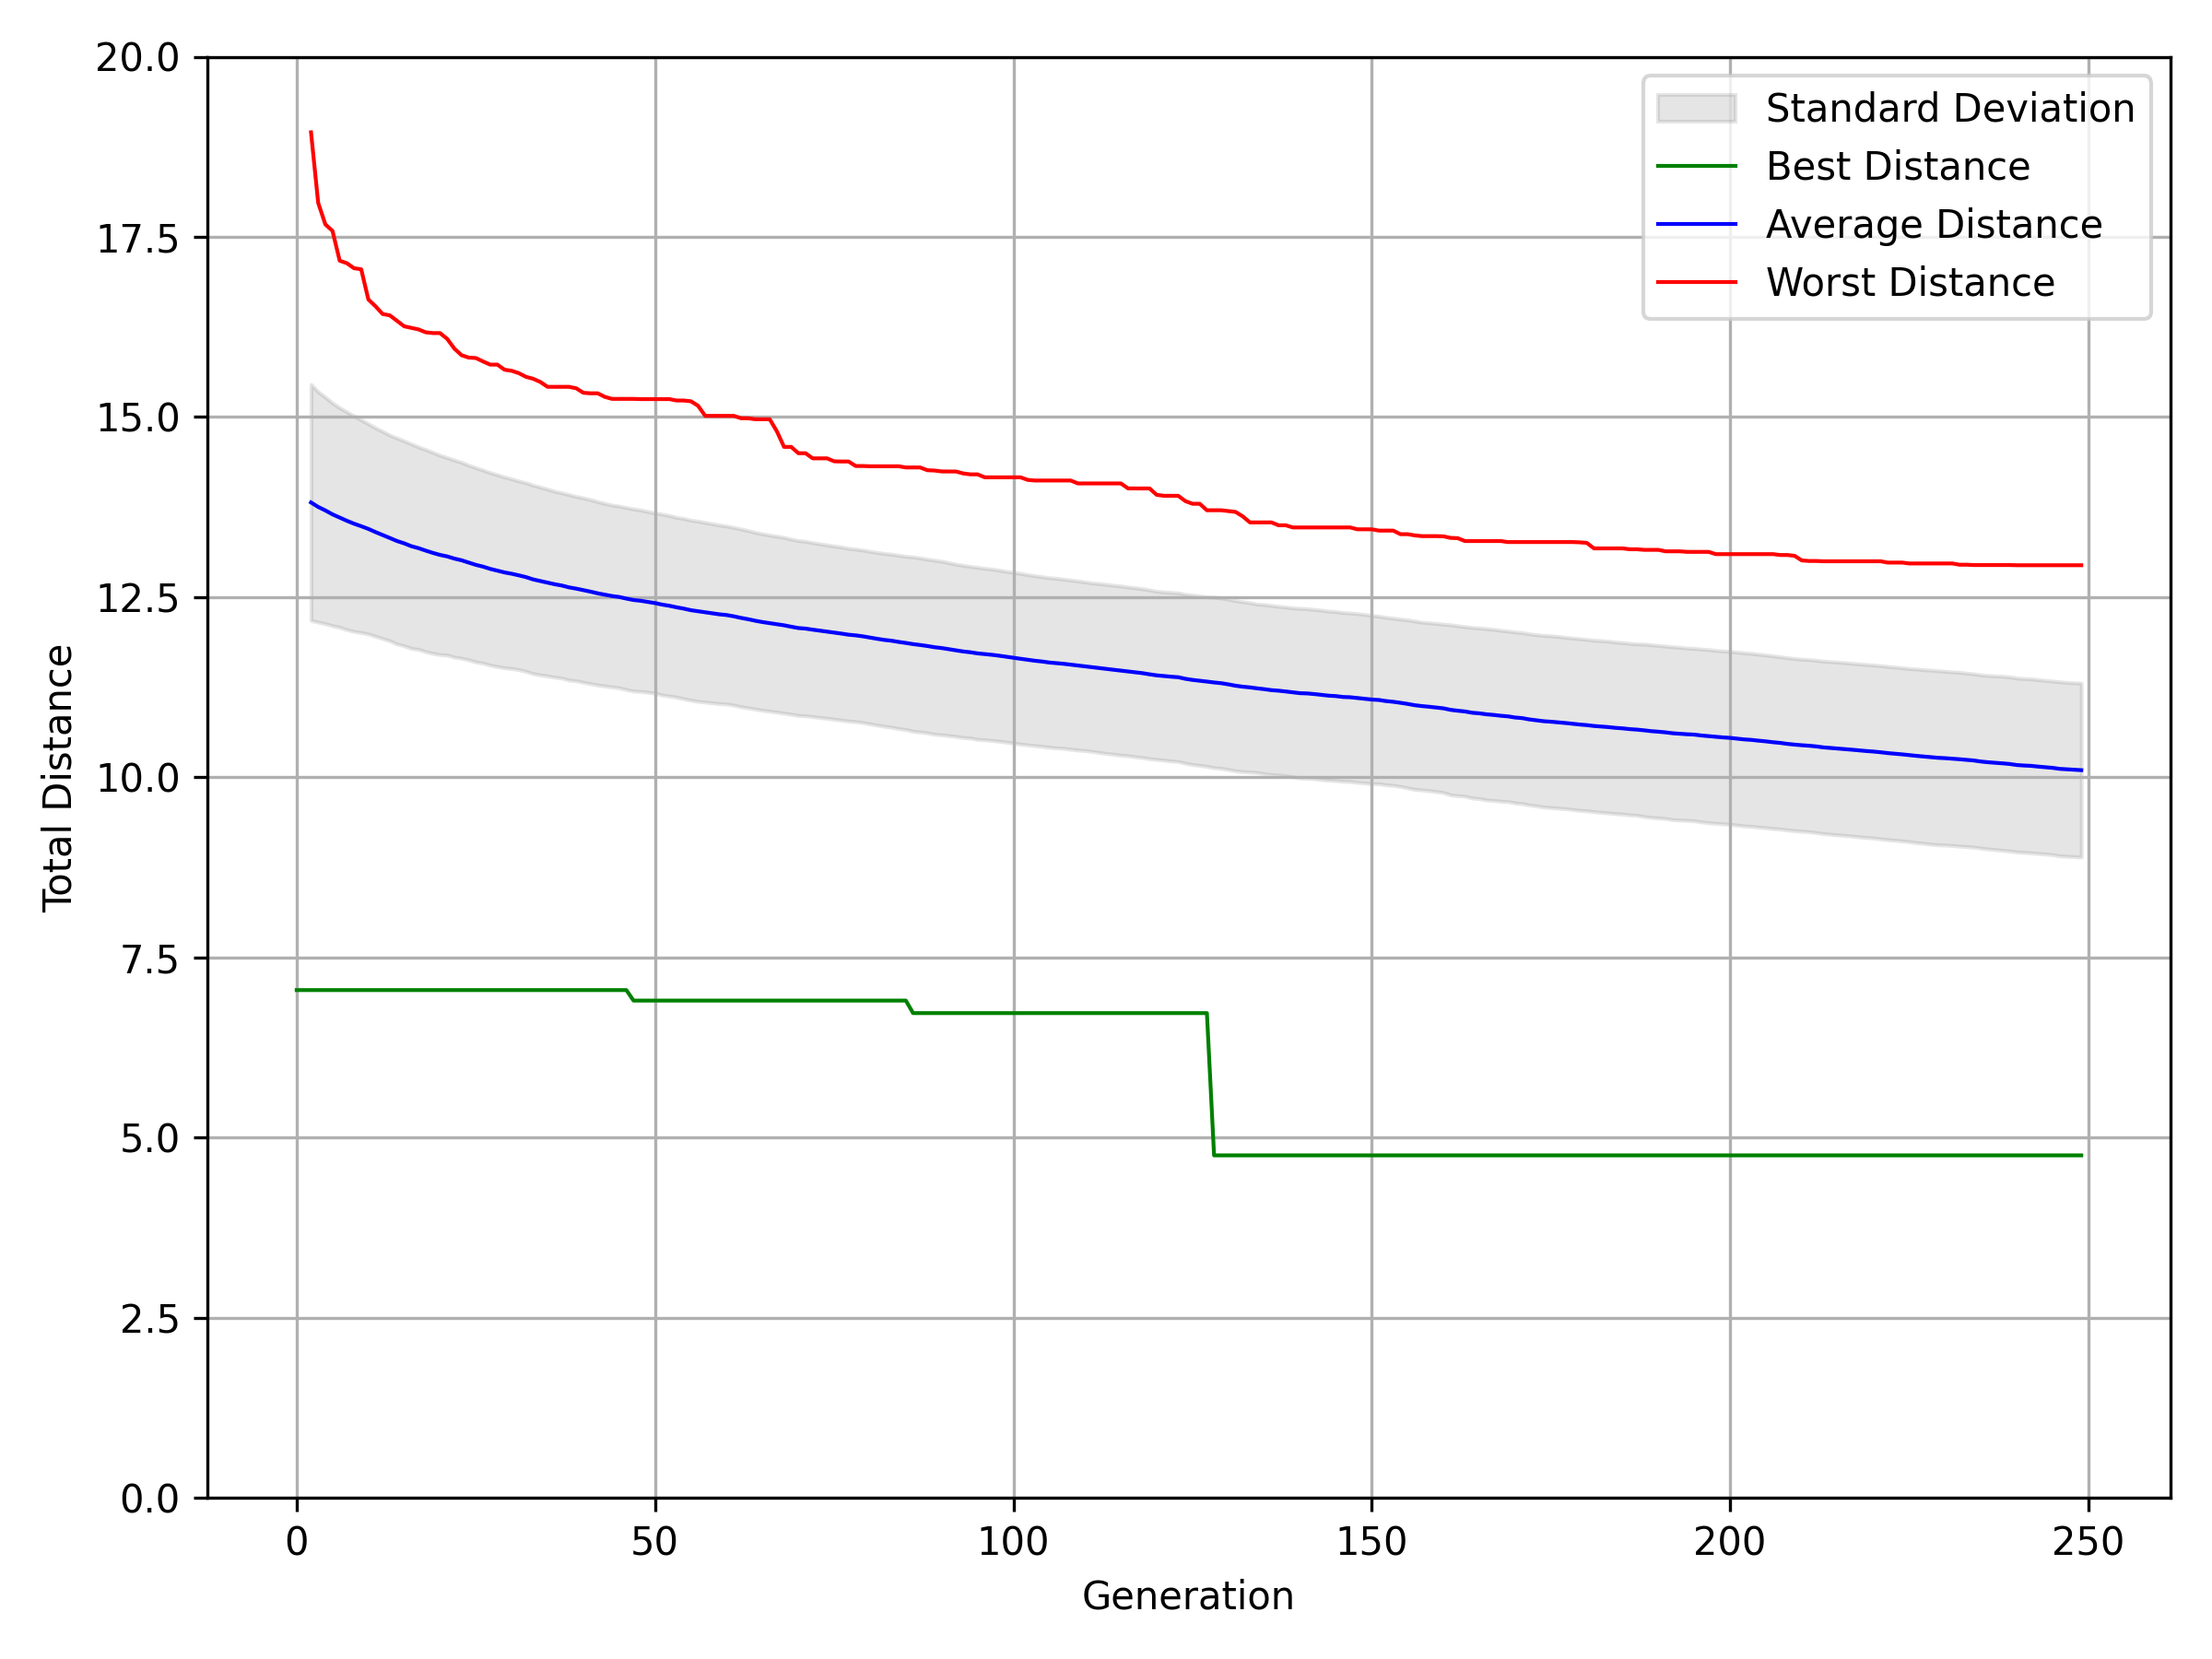 20.0
17.5
15.0
12.5
10.0
7.5
5.0
2.5
0.0
Total Distance
Standard Deviation
Best Distance
Average Distance
Worst Distance
0 50 100 150 200 250
Generation